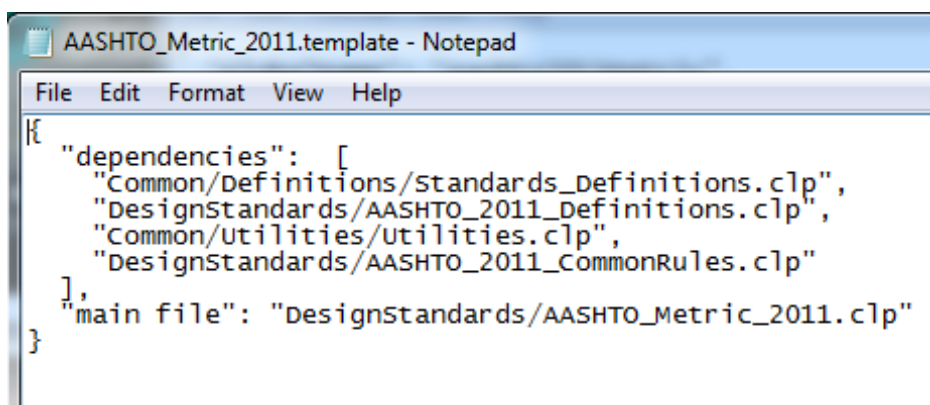 AASHTO_Metric_2011.template - Notepad
File Edit Format View Help
{
"dependencies": [
"Common/Definitions/Standards_Definitions.clp",
"DesignStandards/AASHTO_2011_Definitions.clp",
"Common/Utilities/Utilities.clp",
"DesignStandards/AASHTO_2011_CommonRules.clp"
],
"main file": "DesignStandards/AASHTO_Metric_2011.clp"
}